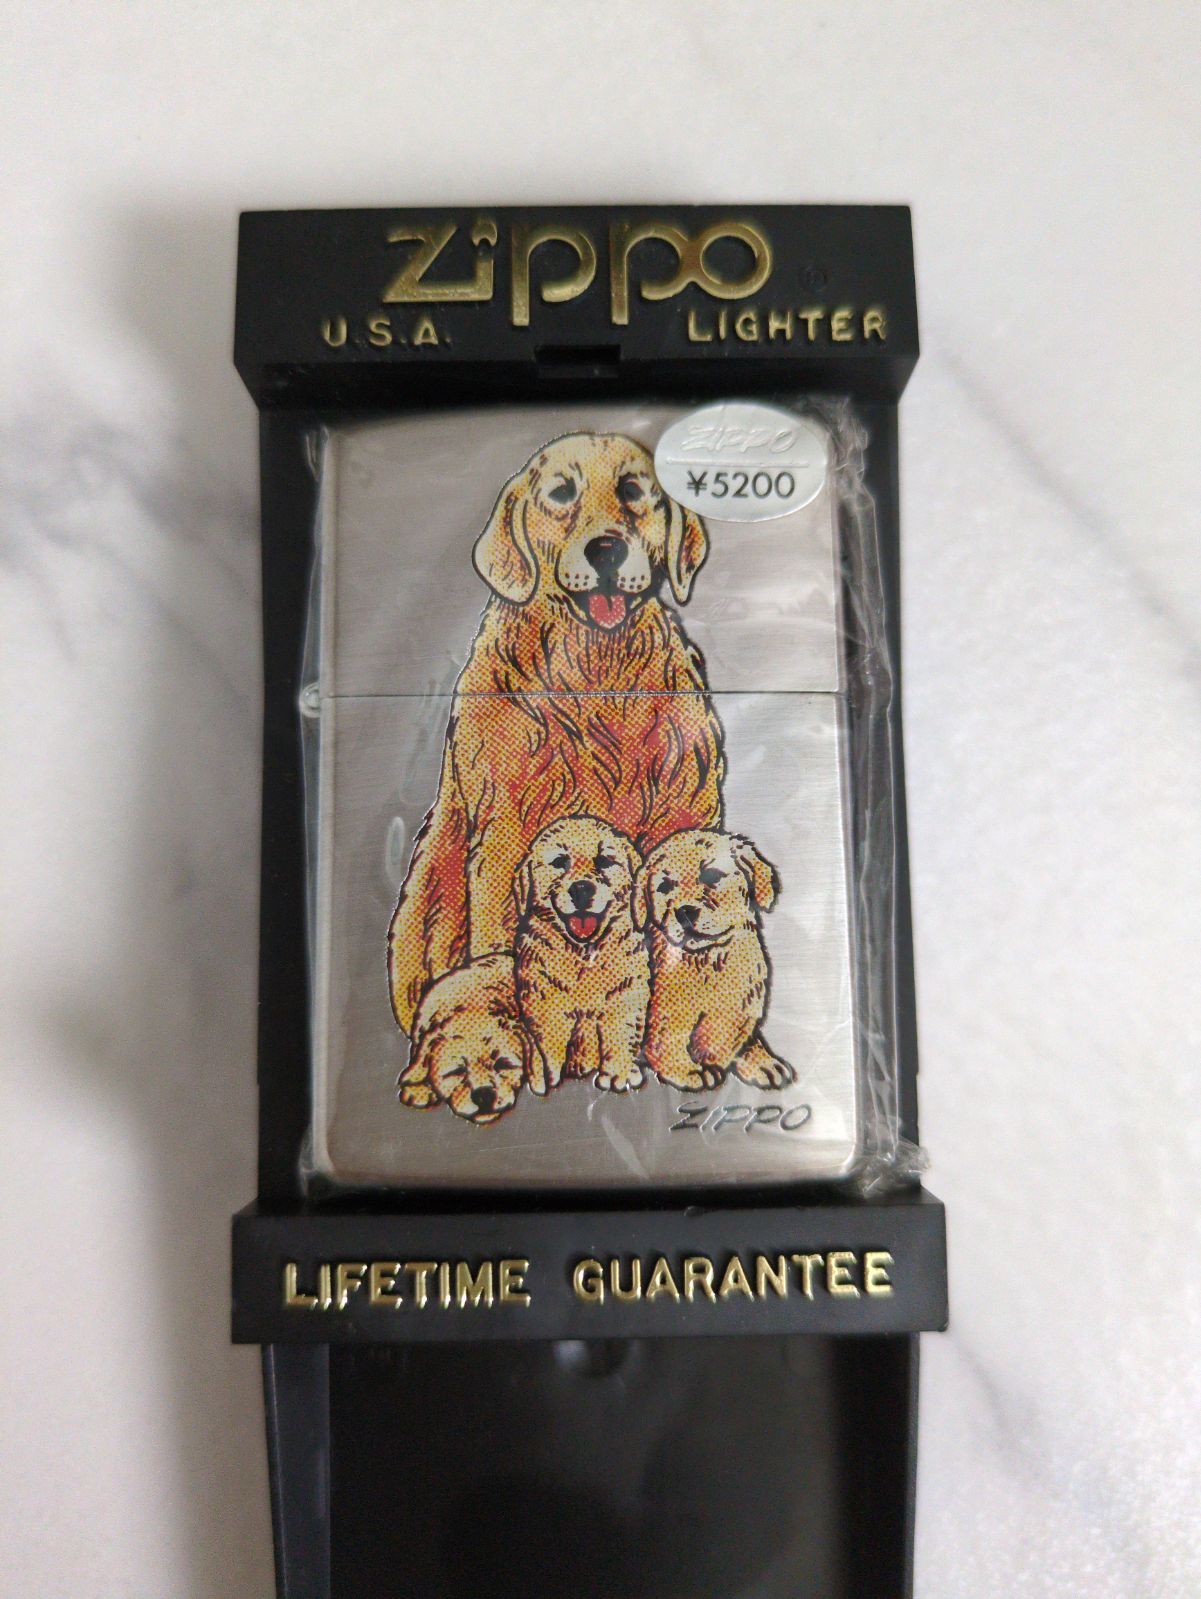 Zippo ®
U.S.A. LIGHTER
ZIPPO
¥5200
ZIPPO
LIFETIME GUARANTEE